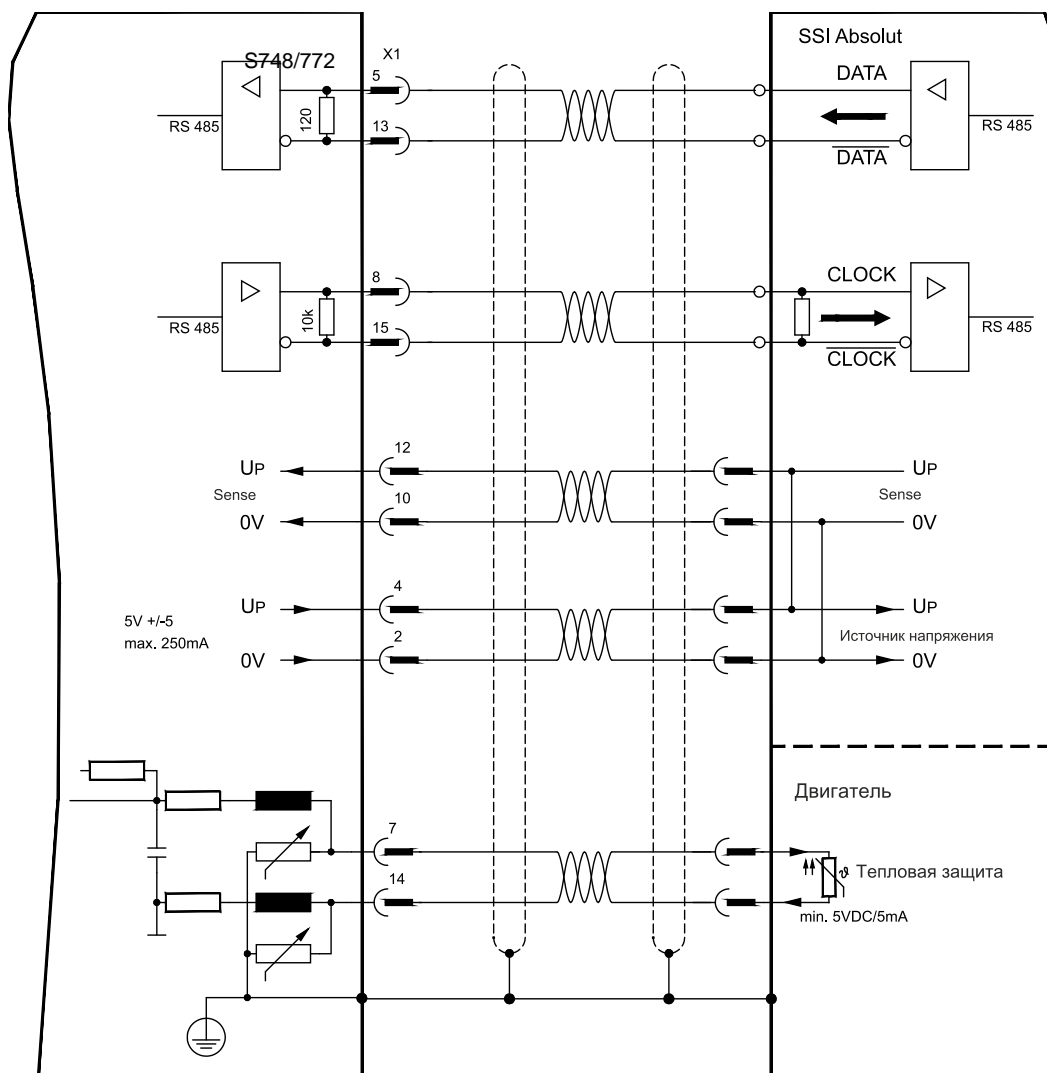 S748/772
X1
SSI Absolut
5
DATA
120
RS 485
RS 485
13
DATA
8
CLOCK
10k
RS 485
RS 485
15
CLOCK
12
UP
UP
Sense
Sense
10
0V
0V
4
UP
UP
5V +/-5
max. 250mA
Источник напряжения
2
0V
0V
Двигатель
7
ϑ Тепловая защита
14
min. 5VDC/5mA